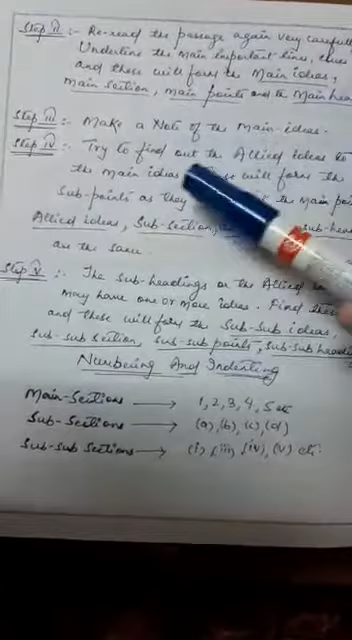 Step II :- Re-read the passage again very carefully
Underline the main important lines, clues
and these will form the Main ideas,
main section, main points and the Main hea
Step III :- Make a Note of the main-ideas.
Step IV :- Try to find out the Allied ideas to
the main ideas These will form the
Sub-points as they the main poi
Allied ideas, Sub-section, sub-head
are the same.
Step V :- The Sub-headings or the Allied
may have one or more ideas. Find these
and these will form the Sub-Sub ideas,
sub-sub section, sub-sub points, sub-sub headi
Numbering And Indenting
Main-Sections → 1, 2, 3, 4, 5 etc
Sub-Sections → (a), (b), (c), (d)
Sub-sub Sections → (i), (iii), (iv), (v) etc.